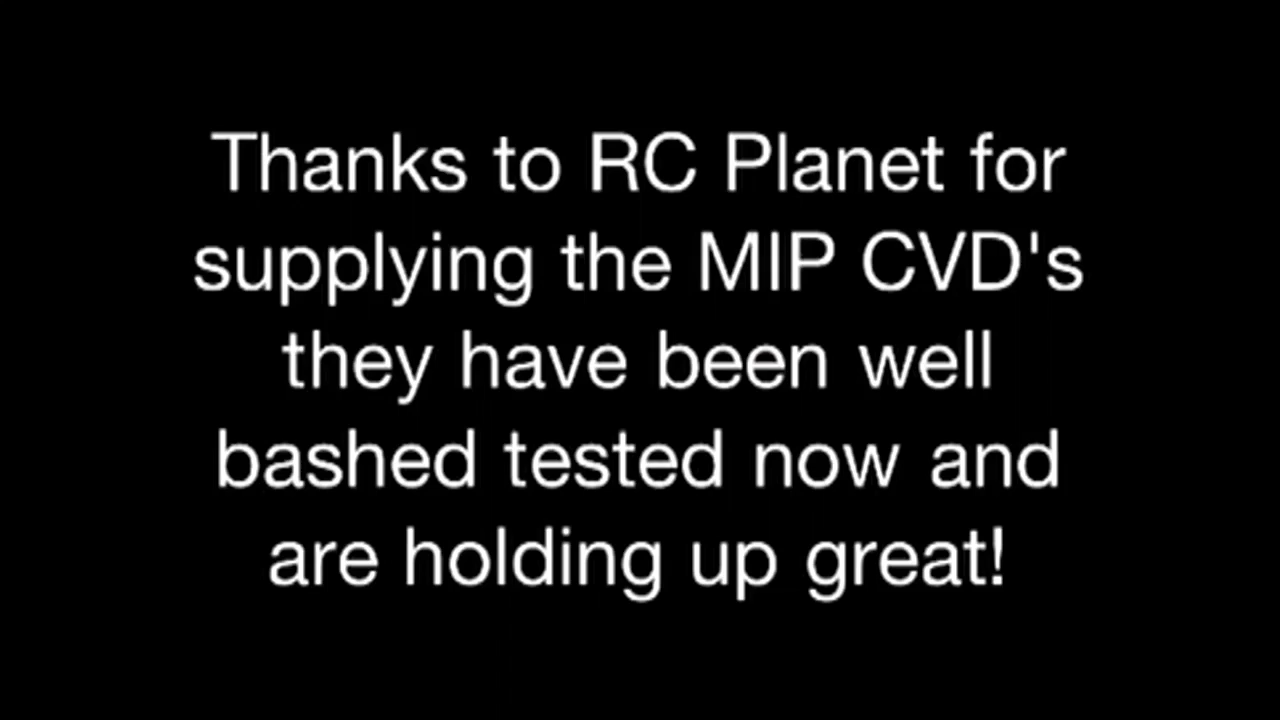 Thanks to RC Planet for
supplying the MIP CVD's
they have been well
bashed tested now and
are holding up great!